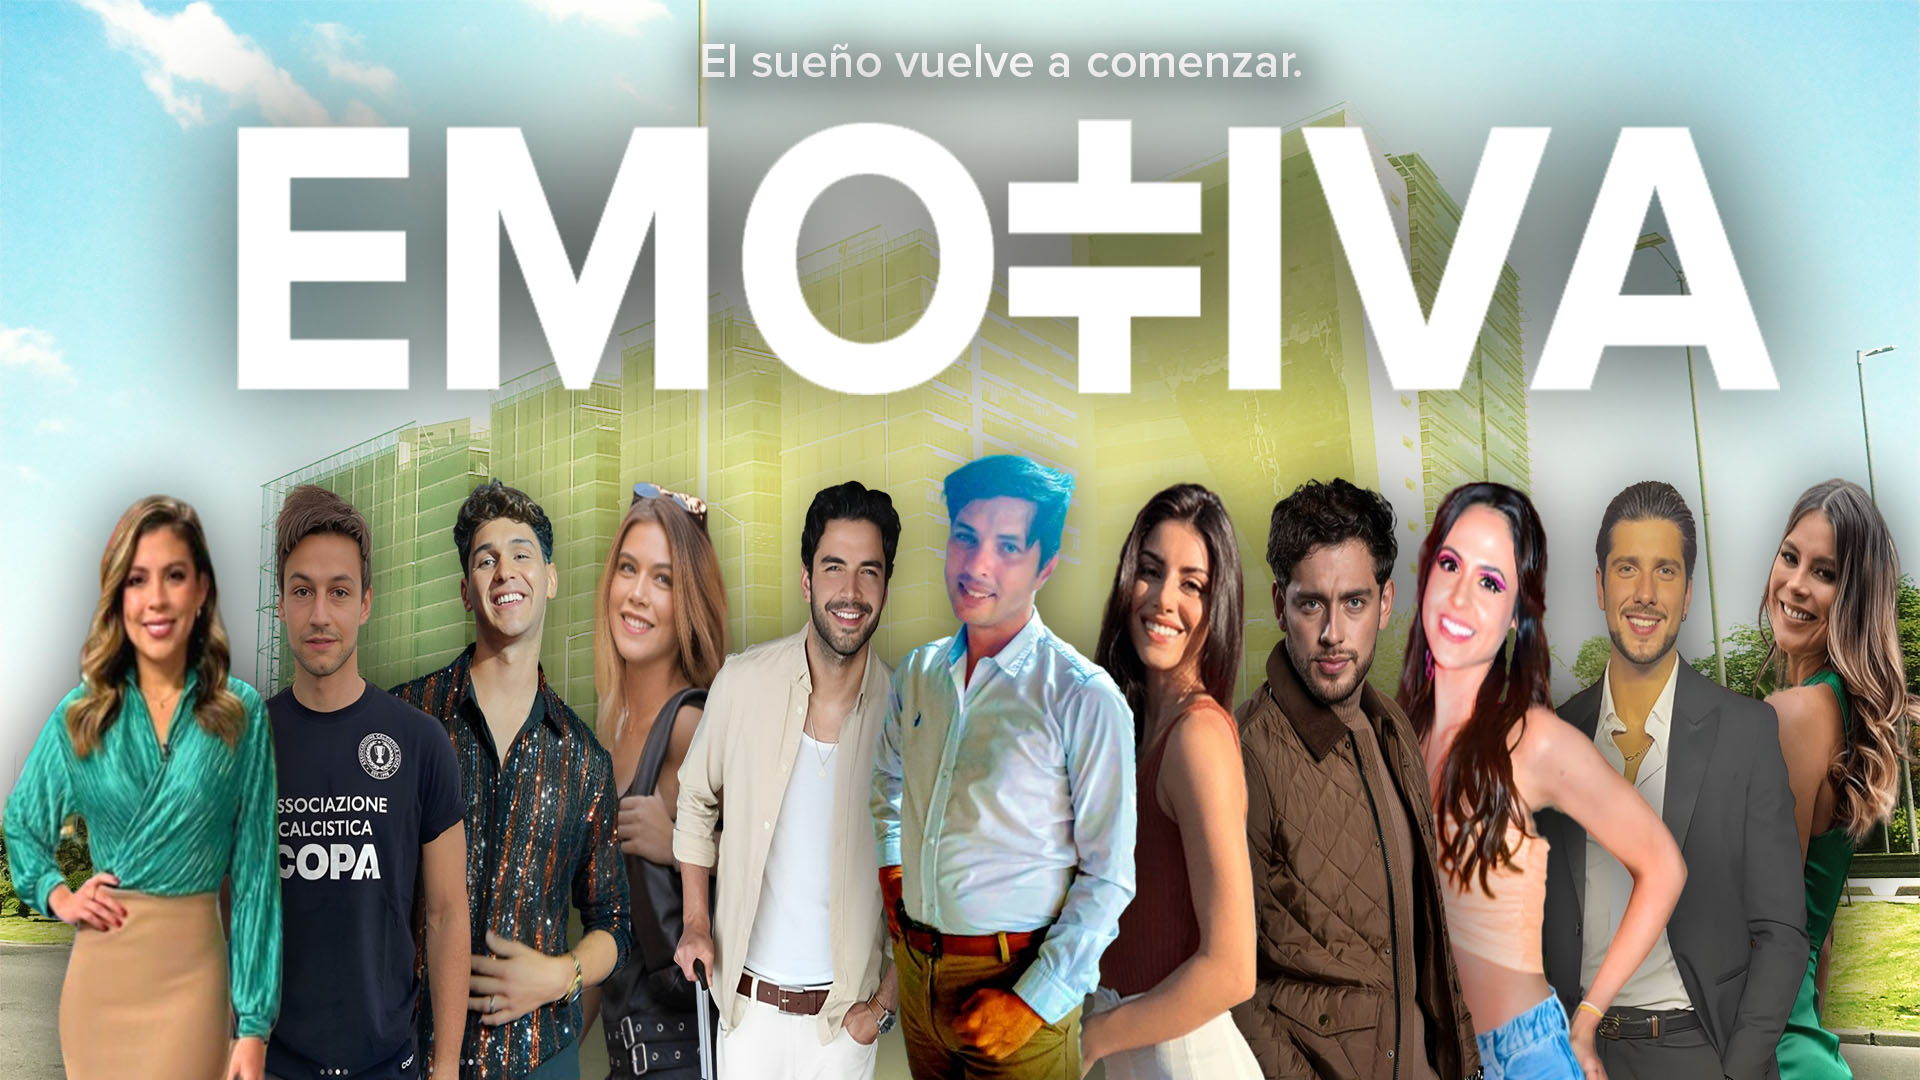 El sueño vuelve a comenzar.
EMOTIVA
SSOCIAZIONE
CALCISTICA
COPA